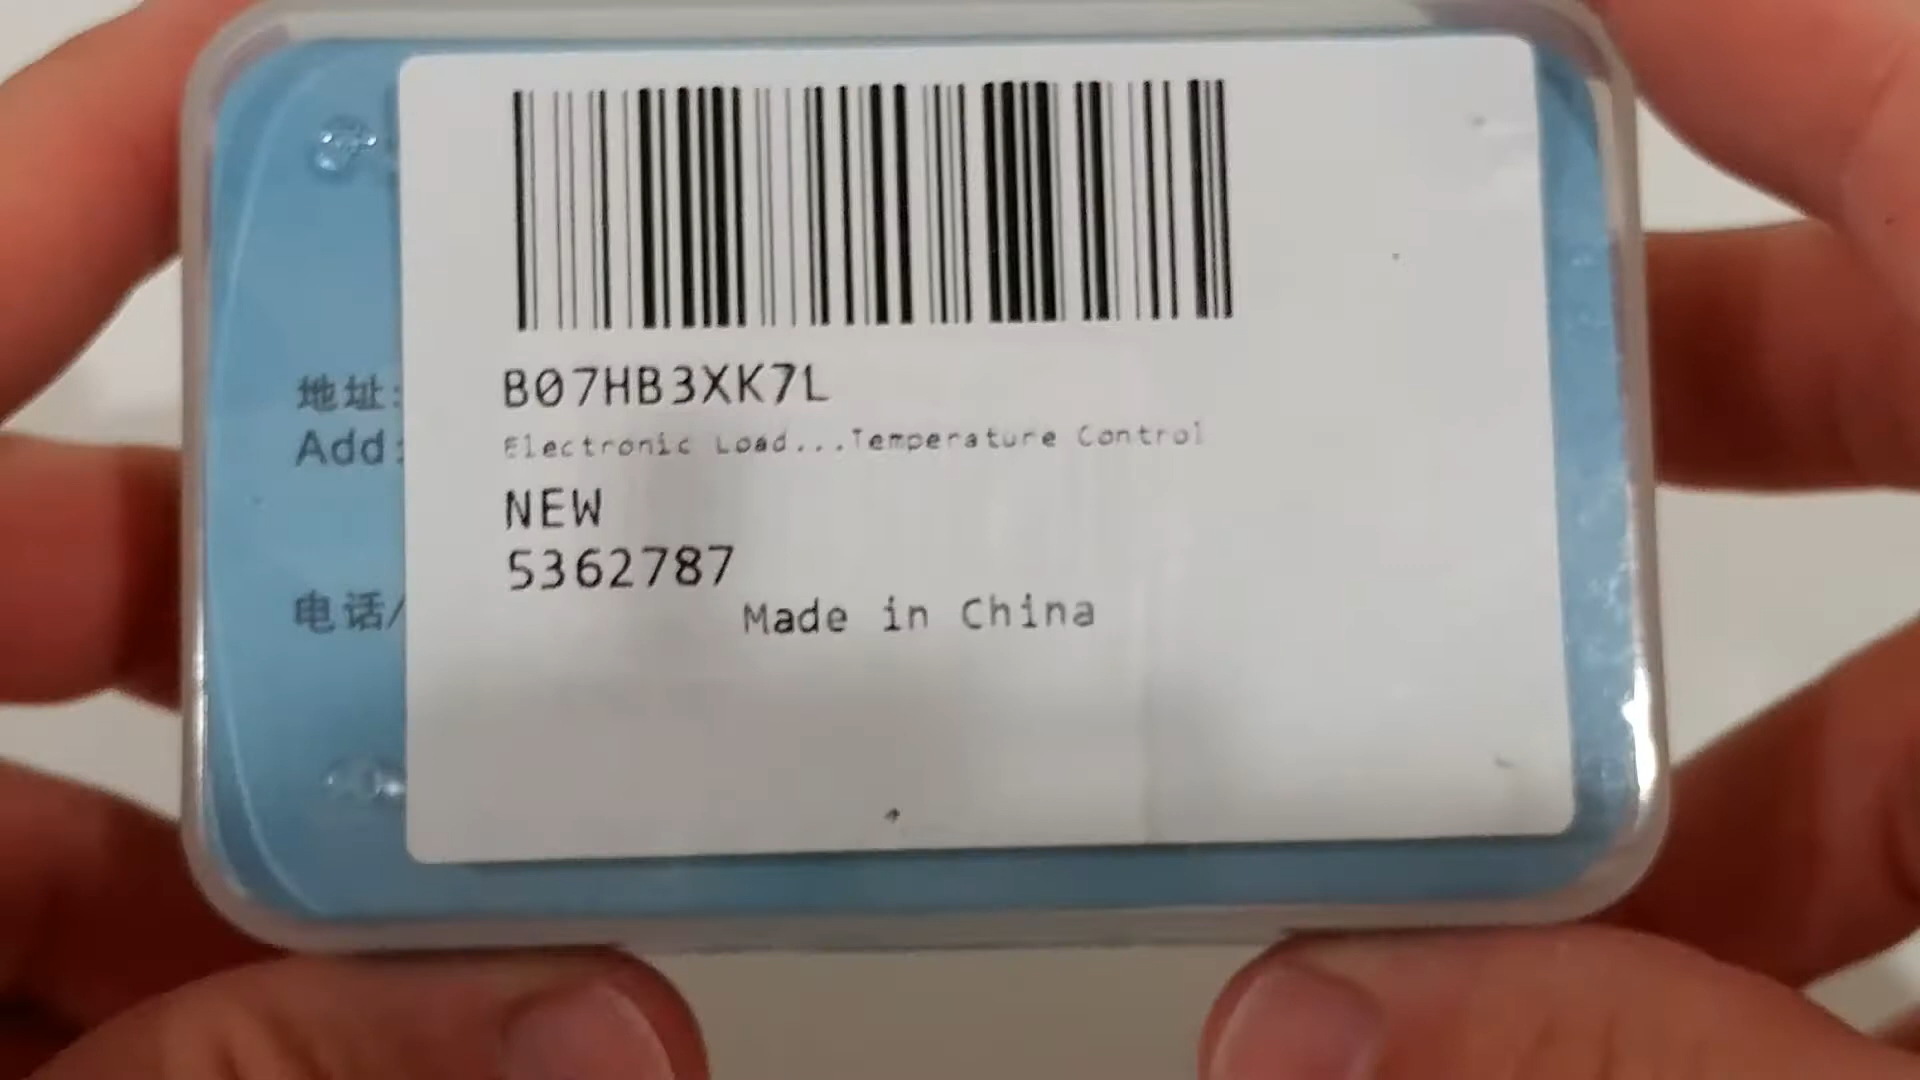 B07HB3XK7L
Electronic Load...Temperature Control
NEW
5362787
Made in China
地址:
Add:
电话/